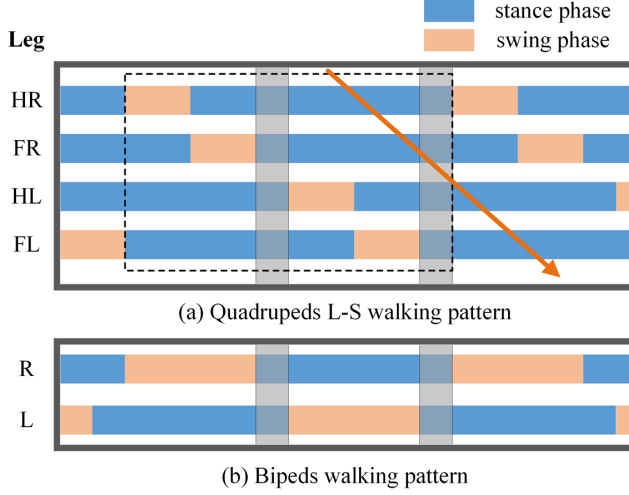 stance phase
Leg
swing phase
HR
FR
HL
FL
(a) Quadrupeds L-S walking pattern
R
L
(b) Bipeds walking pattern